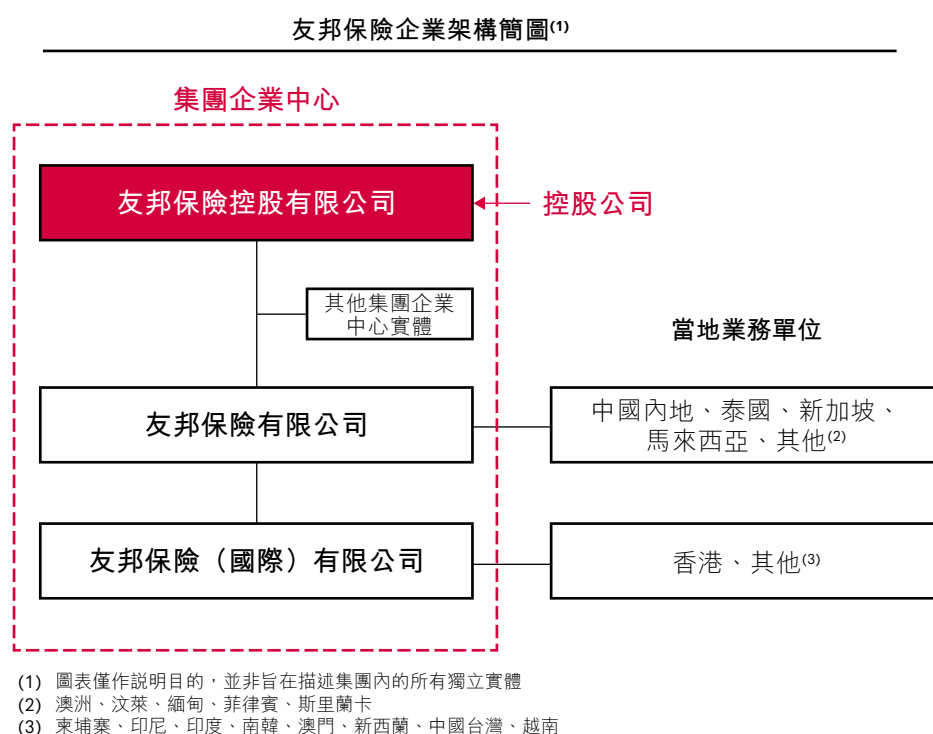 友邦保險企業架構簡圖(1)
集團企業中心
友邦保險控股有限公司
控股公司
其他集團企業
中心實體
當地業務單位
友邦保險有限公司
中國內地、泰國、新加坡、
馬來西亞、其他(2)
友邦保險（國際）有限公司
香港、其他(3)
(1) 圖表僅作説明目的，並非旨在描述集團內的所有獨立實體
(2) 澳洲、汶萊、緬甸、菲律賓、斯里蘭卡
(3) 柬埔寨、印尼、印度、南韓、澳門、新西蘭、中國台灣、越南